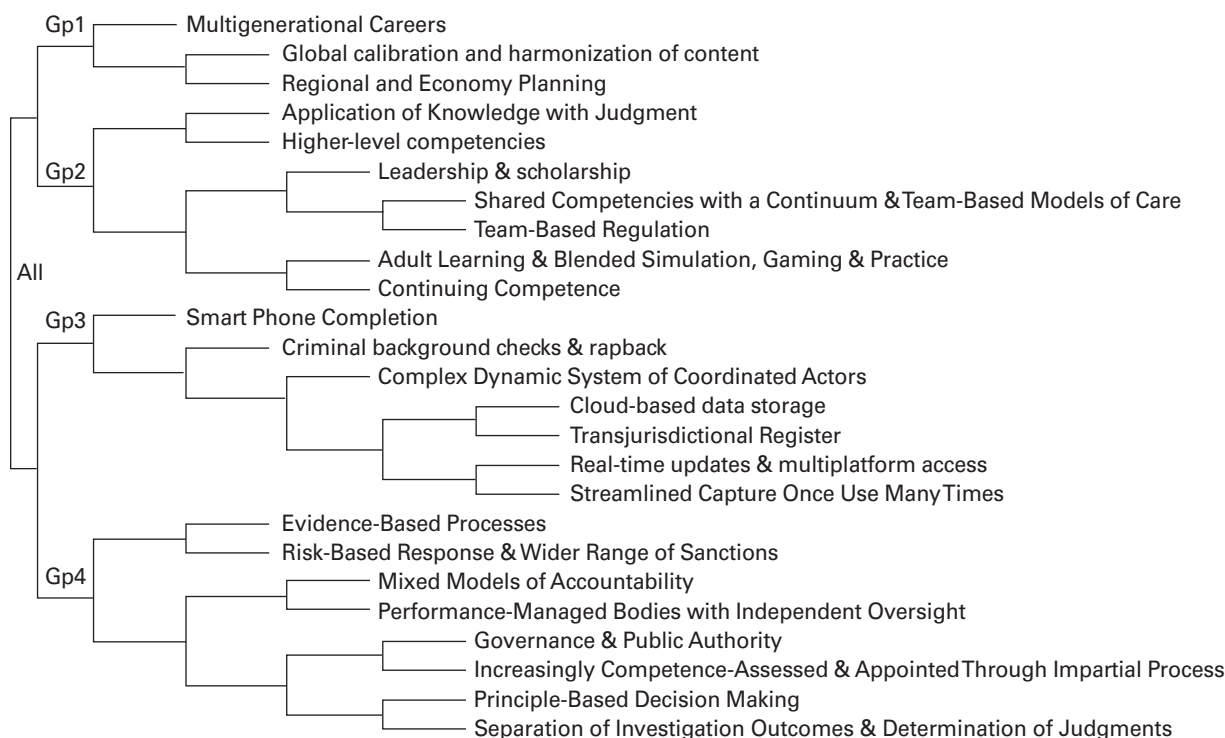 Gp1
Multigenerational Careers
Global calibration and harmonization of content
Regional and Economy Planning
Application of Knowledge with Judgment
Higher-level competencies
Gp2
Leadership & scholarship
Shared Competencies with a Continuum & Team-Based Models of Care
Team-Based Regulation
Adult Learning & Blended Simulation, Gaming & Practice
All
Continuing Competence
Gp3
Smart Phone Completion
Criminal background checks & rapback
Complex Dynamic System of Coordinated Actors
Cloud-based data storage
Transjurisdictional Register
Real-time updates & multiplatform access
Streamlined Capture Once Use Many Times
Evidence-Based Processes
Risk-Based Response & Wider Range of Sanctions
Gp4
Mixed Models of Accountability
Performance-Managed Bodies with Independent Oversight
Governance & Public Authority
Increasingly Competence-Assessed & Appointed Through Impartial Process
Principle-Based Decision Making
Separation of Investigation Outcomes & Determination of Judgments